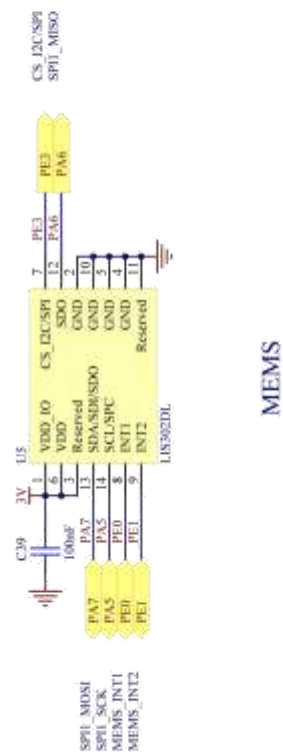 U5
3V
C39
100nF
1 VDD_IO CS_I2C/SPI 7 PE3 PE3 CS_I2C/SPI
6 VDD SDO 12 PA6 PA6 SPI1_MISO
3 Reserved GND 2
SPI1_MOSI PA7 PA7 13 SDA/SDI/SDO GND 10
SPI1_SCK PA5 PA5 14 SCL/SPC GND 5
MEMS_INT1 PE0 PE0 8 INT1 GND 4
MEMS_INT2 PE1 PE1 9 INT2 Reserved 11
LIS302DL
MEMS